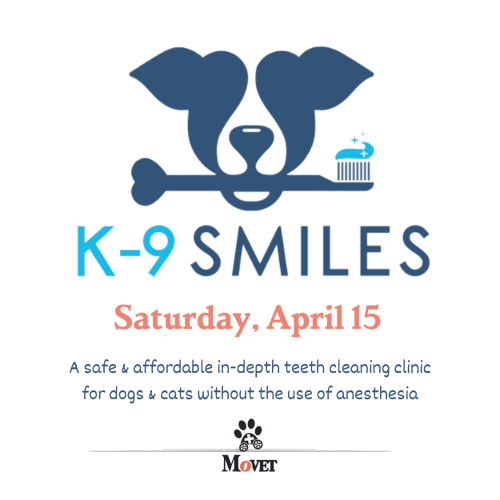 K-9 SMILES
Saturday, April 15
A safe & affordable in-depth teeth cleaning clinic
for dogs & cats without the use of anesthesia
MOVET